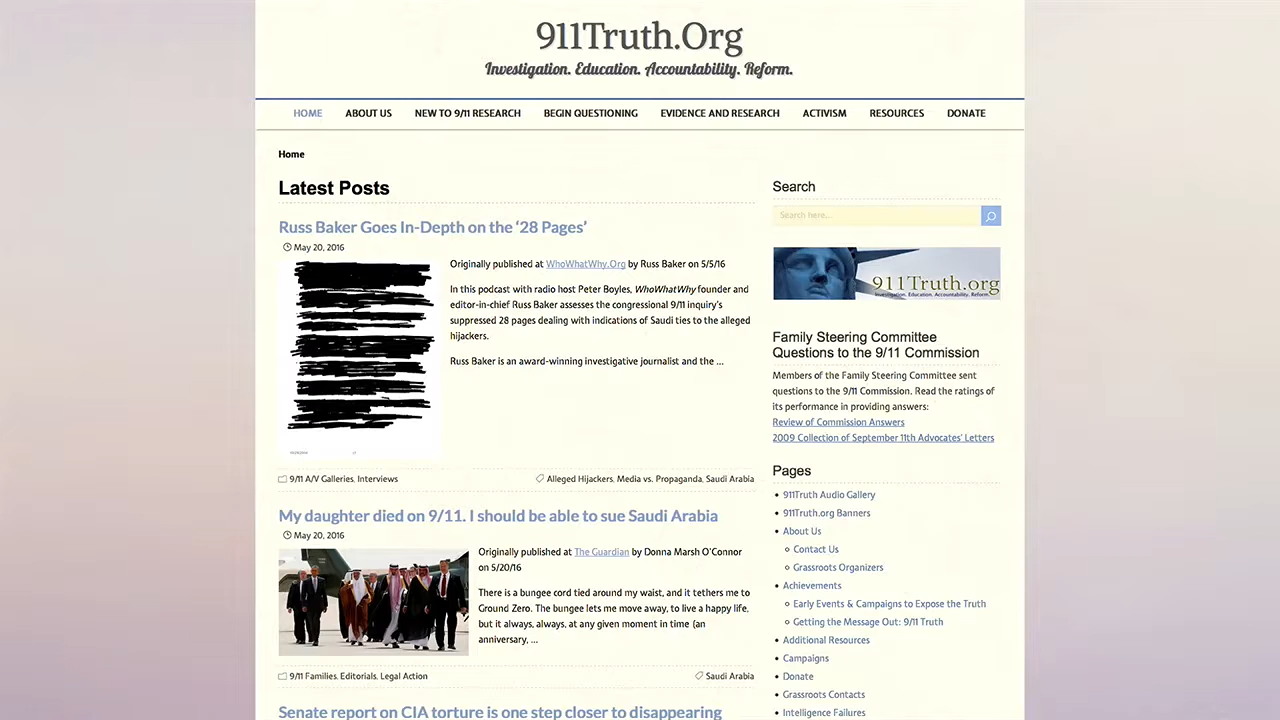 911Truth.Org
Investigation. Education. Accountability. Reform.
HOME ABOUT US NEW TO 9/11 RESEARCH BEGIN QUESTIONING EVIDENCE AND RESEARCH ACTIVISM RESOURCES DONATE
Home
Latest Posts
Russ Baker Goes In-Depth on the ‘28 Pages’
May 20, 2016
Originally published at WhoWhatWhy.Org by Russ Baker on 5/5/16
In this podcast with radio host Peter Boyles, WhoWhatWhy founder and
editor-in-chief Russ Baker assesses the congressional 9/11 inquiry’s
suppressed 28 pages dealing with indications of Saudi ties to the alleged
hijackers.
Russ Baker is an award-winning investigative journalist and the ...
9/11 A/V Galleries, Interviews
Alleged Hijackers, Media vs. Propaganda, Saudi Arabia
My daughter died on 9/11. I should be able to sue Saudi Arabia
May 20, 2016
Originally published at The Guardian by Donna Marsh O’Connor
on 5/20/16
There is a bungee cord tied around my waist, and it tethers me to
Ground Zero. The bungee lets me move away, to live a happy life,
but it always, always, at any given moment in time (an
anniversary, ...
9/11 Families, Editorials, Legal Action
Saudi Arabia
Senate report on CIA torture is one step closer to disappearing
Search
Search here...
911Truth.org
Investigation. Education. Accountability. Reform.
Family Steering Committee
Questions to the 9/11 Commission
Members of the Family Steering Committee sent
questions to the 9/11 Commission. Read the ratings of
its performance in providing answers:
Review of Commission Answers
2009 Collection of September 11th Advocates’ Letters
Pages
911Truth Audio Gallery
911Truth.org Banners
About Us
Contact Us
Grassroots Organizers
Achievements
Early Events & Campaigns to Expose the Truth
Getting the Message Out: 9/11 Truth
Additional Resources
Campaigns
Donate
Grassroots Contacts
Intelligence Failures